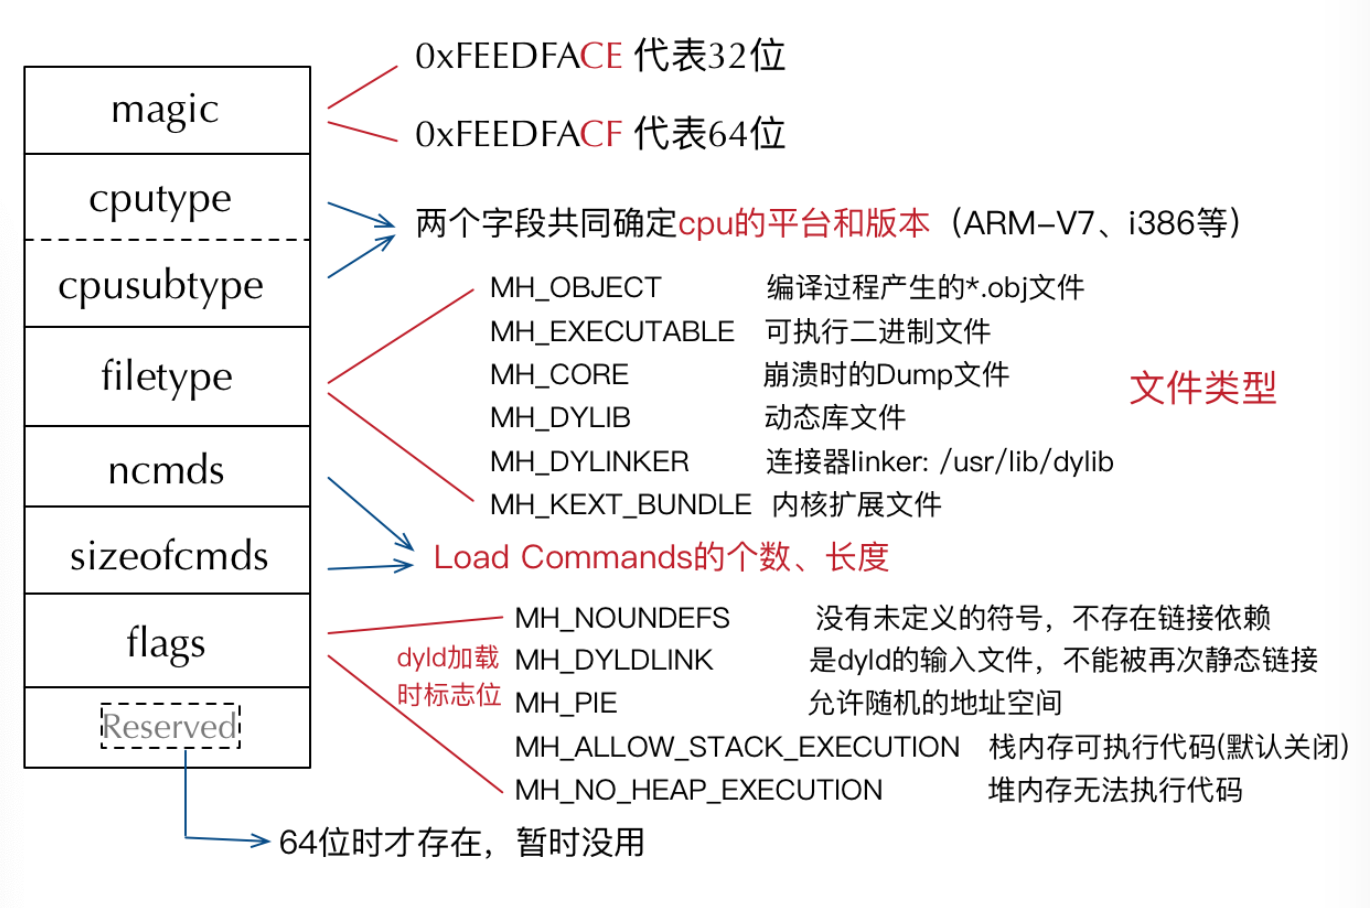 magic
0xFEEDFACE 代表32位
0xFEEDFACF 代表64位
cputype
cpusubtype
两个字段共同确定cpu的平台和版本（ARM-V7、i386等）
filetype
MH_OBJECT 编译过程产生的*.obj文件
MH_EXECUTABLE 可执行二进制文件
MH_CORE 崩溃时的Dump文件
MH_DYLIB 动态库文件
MH_DYLINKER 连接器linker: /usr/lib/dylib
MH_KEXT_BUNDLE 内核扩展文件
文件类型
ncmds
sizeofcmds
Load Commands的个数、长度
flags
dyld加载
时标志位
MH_NOUNDEFS 没有未定义的符号，不存在链接依赖
MH_DYLDLINK 是dyld的输入文件，不能被再次静态链接
MH_PIE 允许随机的地址空间
MH_ALLOW_STACK_EXECUTION 栈内存可执行代码(默认关闭)
MH_NO_HEAP_EXECUTION 堆内存无法执行代码
Reserved
64位时才存在，暂时没用